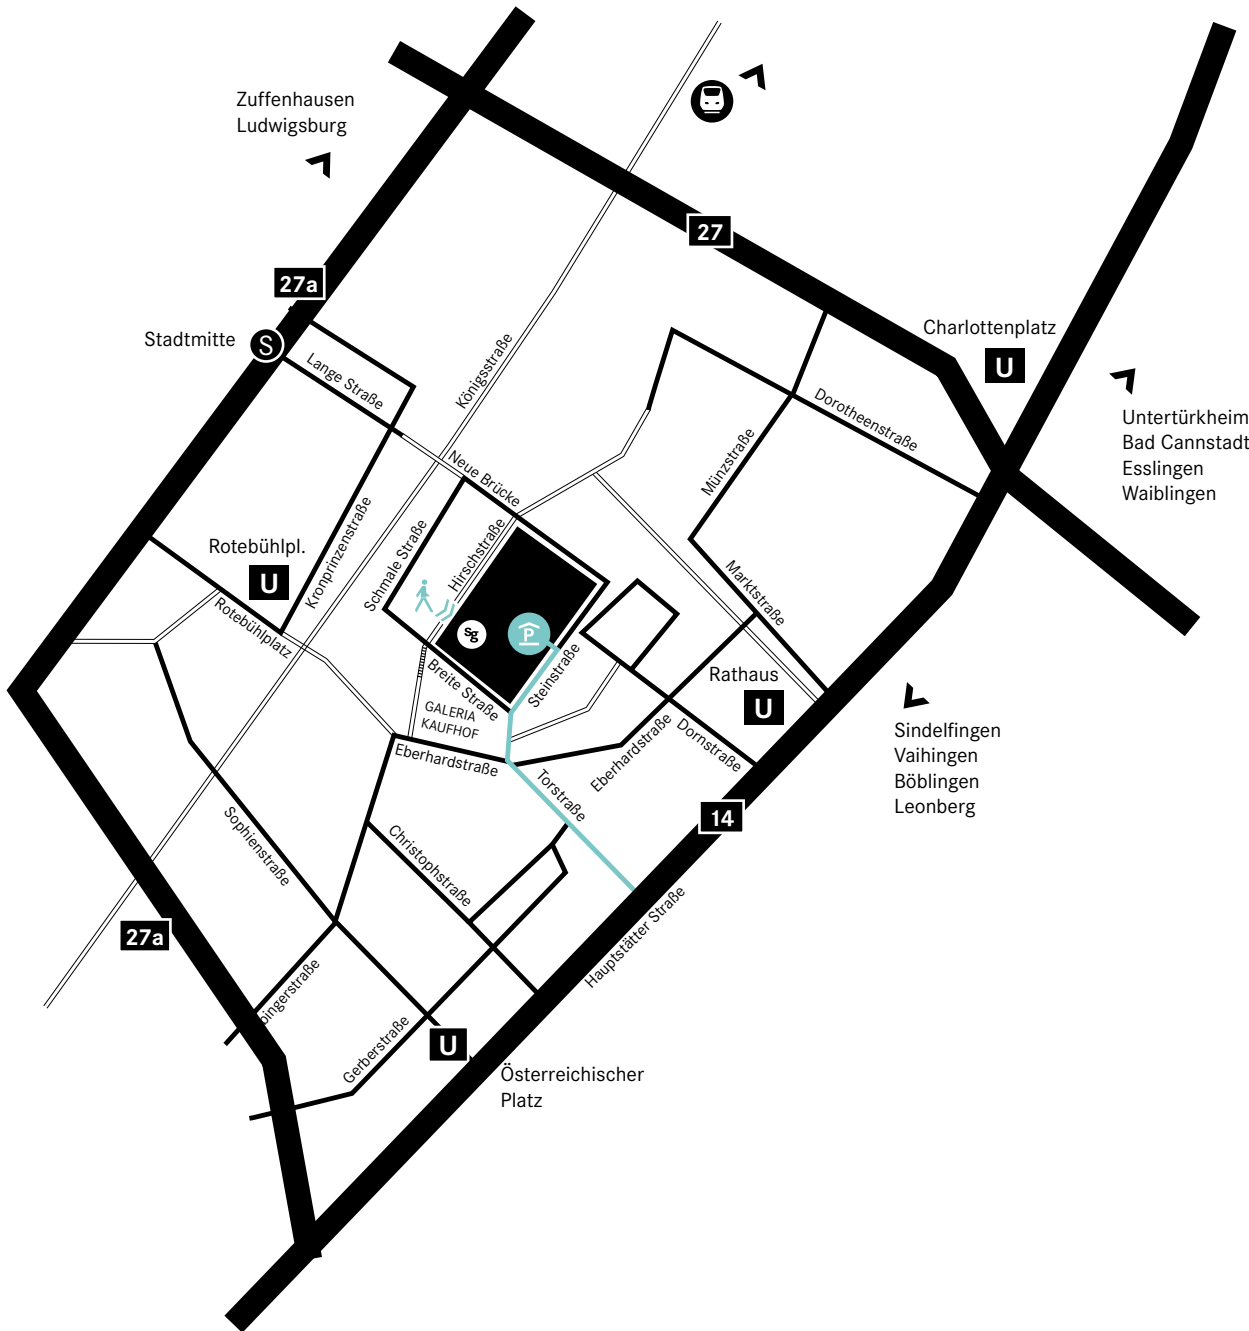 Zuffenhausen
Ludwigsburg
27
27a
Stadtmitte
S
Charlottenplatz
U
Untertürkheim
Bad Cannstadt
Esslingen
Waiblingen
Lange Straße
Königsstraße
Dorotheenstraße
Münzstraße
Neue Brücke
Kronprinzenstraße
Schmale Straße
Hirschstraße
Rotebühlpl.
U
Rotebühlplatz
Marktstraße
sg
P
Steinstraße
Breite Straße
GALERIA
KAUFHOF
Rathaus
U
Sindelfingen
Vaihingen
Böblingen
Leonberg
Eberhardstraße
Eberhardstraße
Dornstraße
Torstraße
14
Sophienstraße
Christophstraße
Hauptstätter Straße
27a
bingerstraße
Gerberstraße
U
Österreichischer
Platz